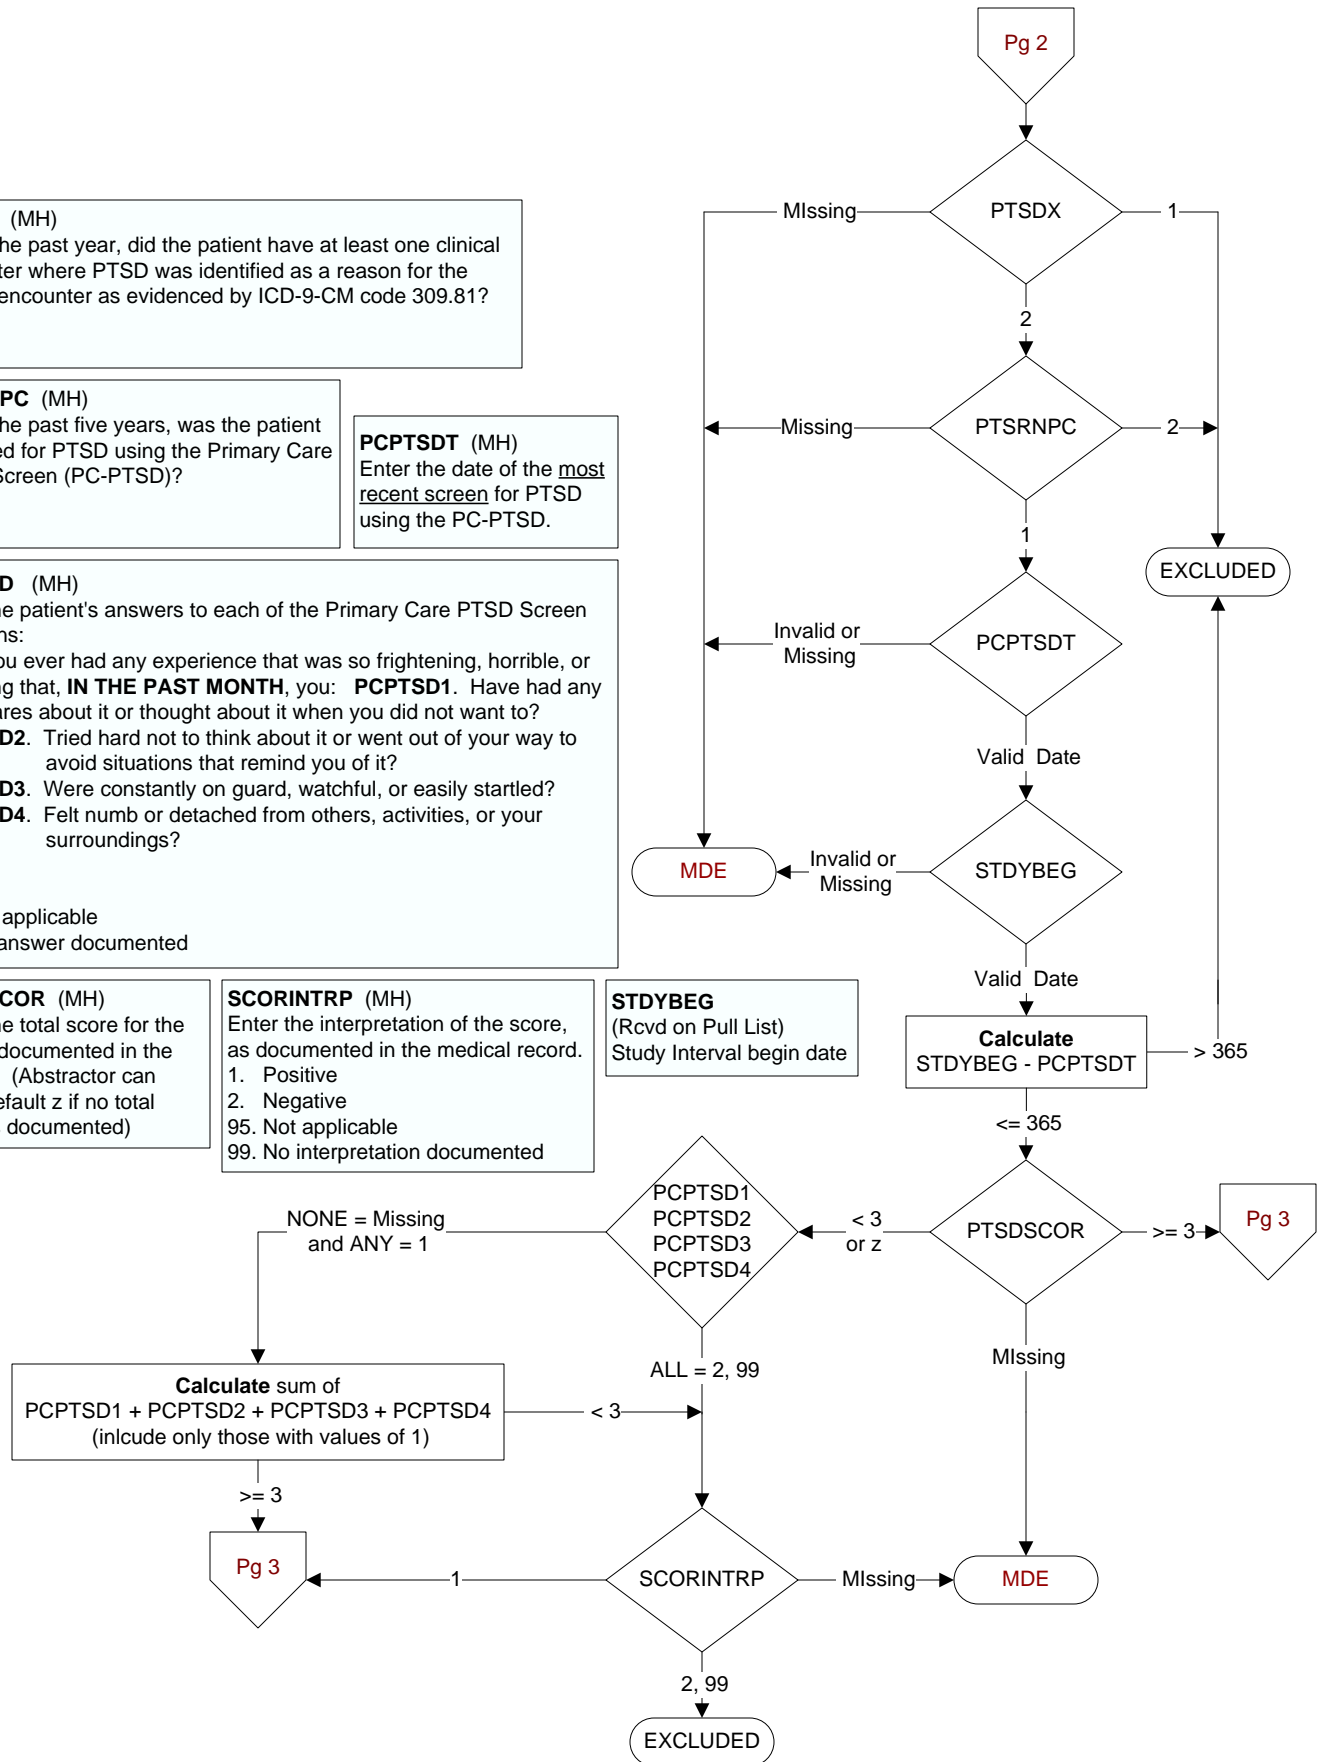 Pg 2
PTSDX
MIssing
1
2
(MH)
he past year, did the patient have at least one clinical
ter where PTSD was identified as a reason for the
encounter as evidenced by ICD-9-CM code 309.81?
PC (MH)
he past five years, was the patient
ed for PTSD using the Primary Care
Screen (PC-PTSD)?
PCPTSDT (MH)
Enter the date of the most
recent screen for PTSD
using the PC-PTSD.
Missing
PTSRNPC
2
1
EXCLUDED
D (MH)
ne patient's answers to each of the Primary Care PTSD Screen
ns:
ou ever had any experience that was so frightening, horrible, or
ng that, IN THE PAST MONTH, you: PCPTSD1. Have had any
ares about it or thought about it when you did not want to?
D2. Tried hard not to think about it or went out of your way to
avoid situations that remind you of it?
D3. Were constantly on guard, watchful, or easily startled?
D4. Felt numb or detached from others, activities, or your
surroundings?
applicable
answer documented
Invalid or
Missing
PCPTSDT
Valid Date
MDE
Invalid or
Missing
STDYBEG
Valid Date
COR (MH)
ne total score for the
documented in the
(Abstractor can
efault z if no total
documented)
SCORINTRP (MH)
Enter the interpretation of the score,
as documented in the medical record.
1. Positive
2. Negative
95. Not applicable
99. No interpretation documented
STDYBEG
(Rcvd on Pull List)
Study Interval begin date
Calculate
STDYBEG - PCPTSDT
> 365
<= 365
PTSDSCOR
>= 3
Pg 3
< 3
or z
MIssing
PCPTSD1
PCPTSD2
PCPTSD3
PCPTSD4
NONE = Missing
and ANY = 1
ALL = 2, 99
Calculate sum of
PCPTSD1 + PCPTSD2 + PCPTSD3 + PCPTSD4
(inlcude only those with values of 1)
< 3
>= 3
Pg 3
1
SCORINTRP
MIssing
MDE
2, 99
EXCLUDED